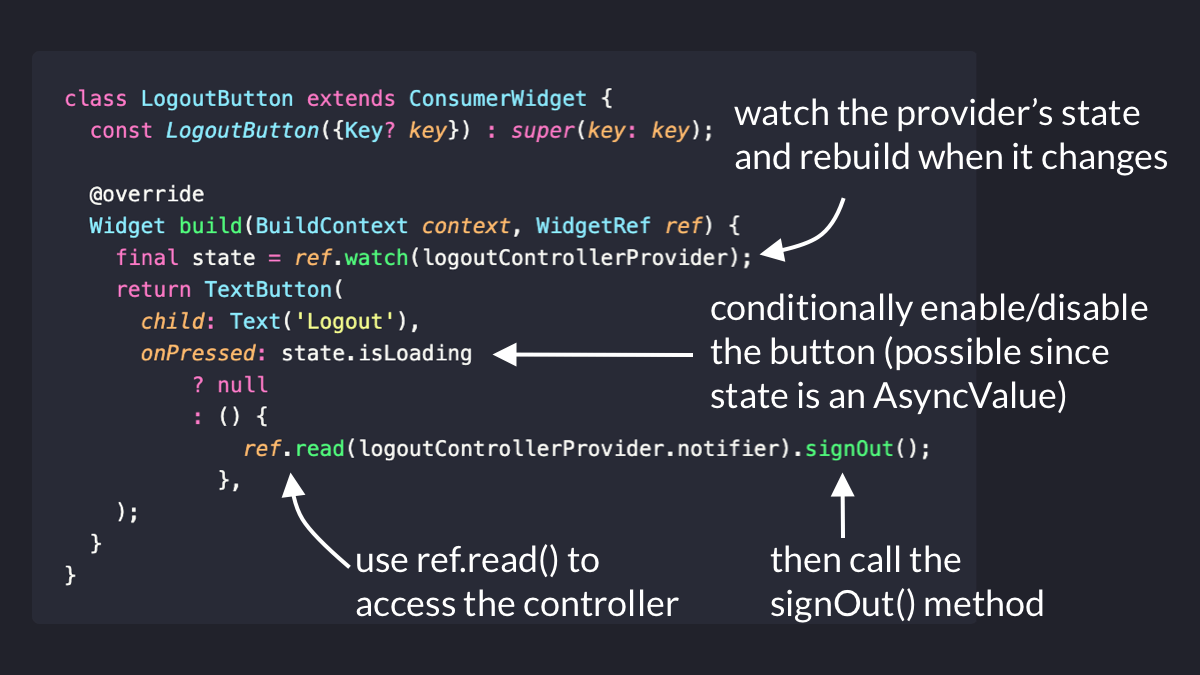 class LogoutButton extends ConsumerWidget {
const LogoutButton({Key? key}) : super(key: key);
@override
Widget build(BuildContext context, WidgetRef ref) {
final state = ref.watch(logoutControllerProvider);
return TextButton(
child: Text('Logout'),
onPressed: state.isLoading
? null
: () {
ref.read(logoutControllerProvider.notifier).signOut();
},
);
}
}
watch the provider’s state
and rebuild when it changes
conditionally enable/disable
the button (possible since
state is an AsyncValue)
use ref.read() to
access the controller
then call the
signOut() method